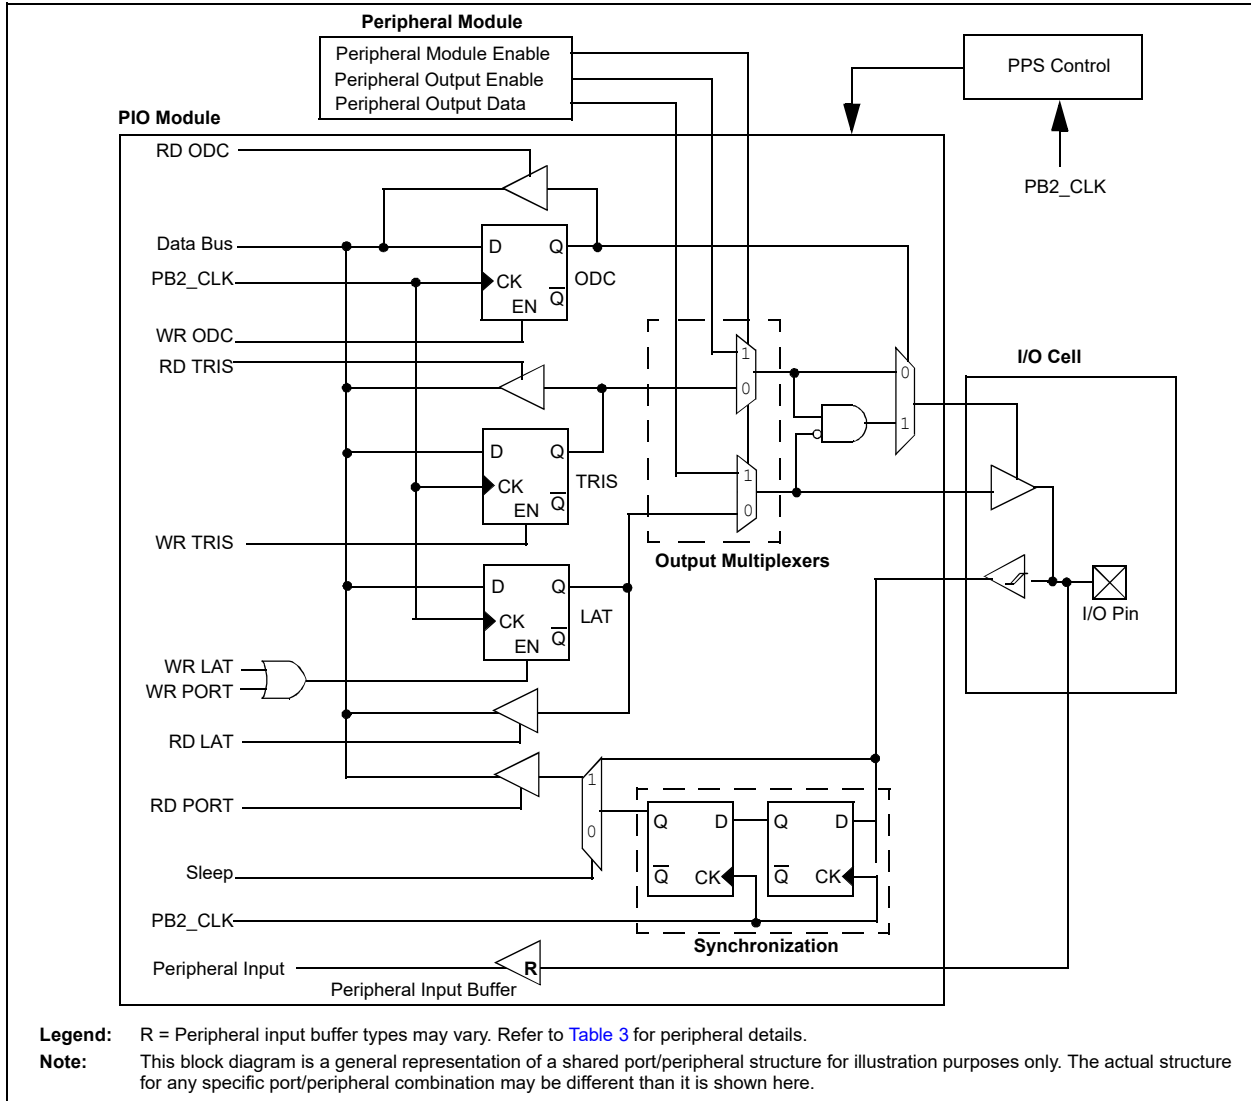 Peripheral Module
Peripheral Module Enable
Peripheral Output Enable
Peripheral Output Data
PPS Control
PB2_CLK
PIO Module
RD ODC
Data Bus
D Q
PB2_CLK
CK
ODC
EN Q
WR ODC
RD TRIS
1
0
0
1
I/O Cell
D Q
CK
TRIS
EN Q
WR TRIS
1
0
Output Multiplexers
D Q
CK
LAT
EN Q
I/O Pin
WR LAT
WR PORT
RD LAT
RD PORT
1
0
Q D
Q CK
Q D
Q CK
Sleep
PB2_CLK
Synchronization
Peripheral Input
R
Peripheral Input Buffer
Legend: R = Peripheral input buffer types may vary. Refer to Table 3 for peripheral details.
Note: This block diagram is a general representation of a shared port/peripheral structure for illustration purposes only. The actual structure
for any specific port/peripheral combination may be different than it is shown here.